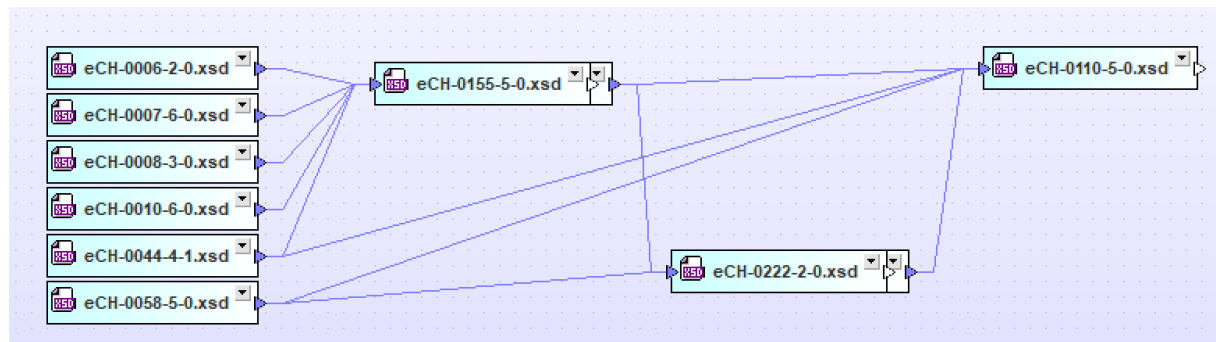 eCH-0006-2-0.xsd
eCH-0007-6-0.xsd
eCH-0008-3-0.xsd
eCH-0010-6-0.xsd
eCH-0044-4-1.xsd
eCH-0058-5-0.xsd
eCH-0155-5-0.xsd
eCH-0222-2-0.xsd
eCH-0110-5-0.xsd